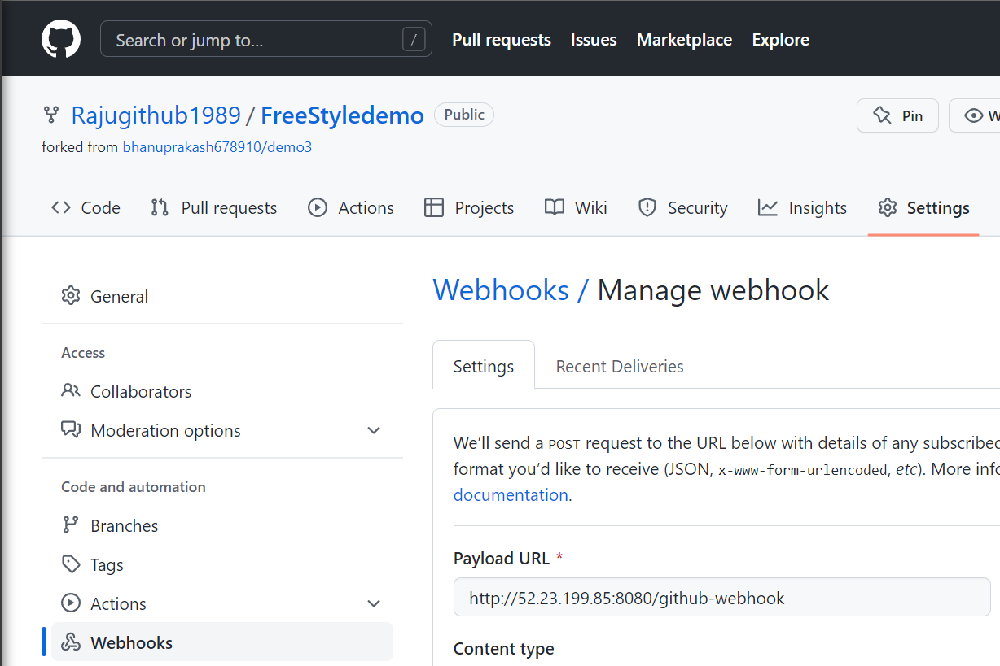 Search or jump to... /
Pull requests Issues Marketplace Explore
Rajugithub1989 / FreeStyledemo Public
Pin
forked from bhanuprakash678910/demo3
Code Pull requests Actions Projects Wiki Security Insights Settings
General
Access
Collaborators
Moderation options
Code and automation
Branches
Tags
Actions
Webhooks
Webhooks / Manage webhook
Settings Recent Deliveries
We'll send a POST request to the URL below with details of any subscribed
format you'd like to receive (JSON, x-www-form-urlencoded, etc). More info
documentation.
Payload URL *
http://52.23.199.85:8080/github-webhook
Content type